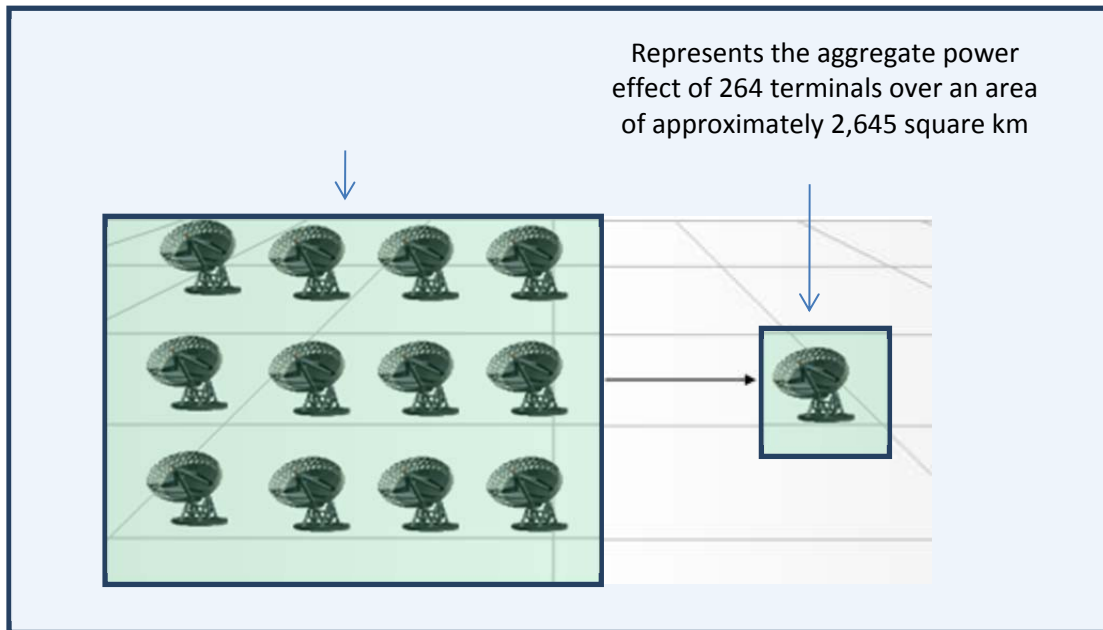 Represents the aggregate power
effect of 264 terminals over an area
of approximately 2,645 square km